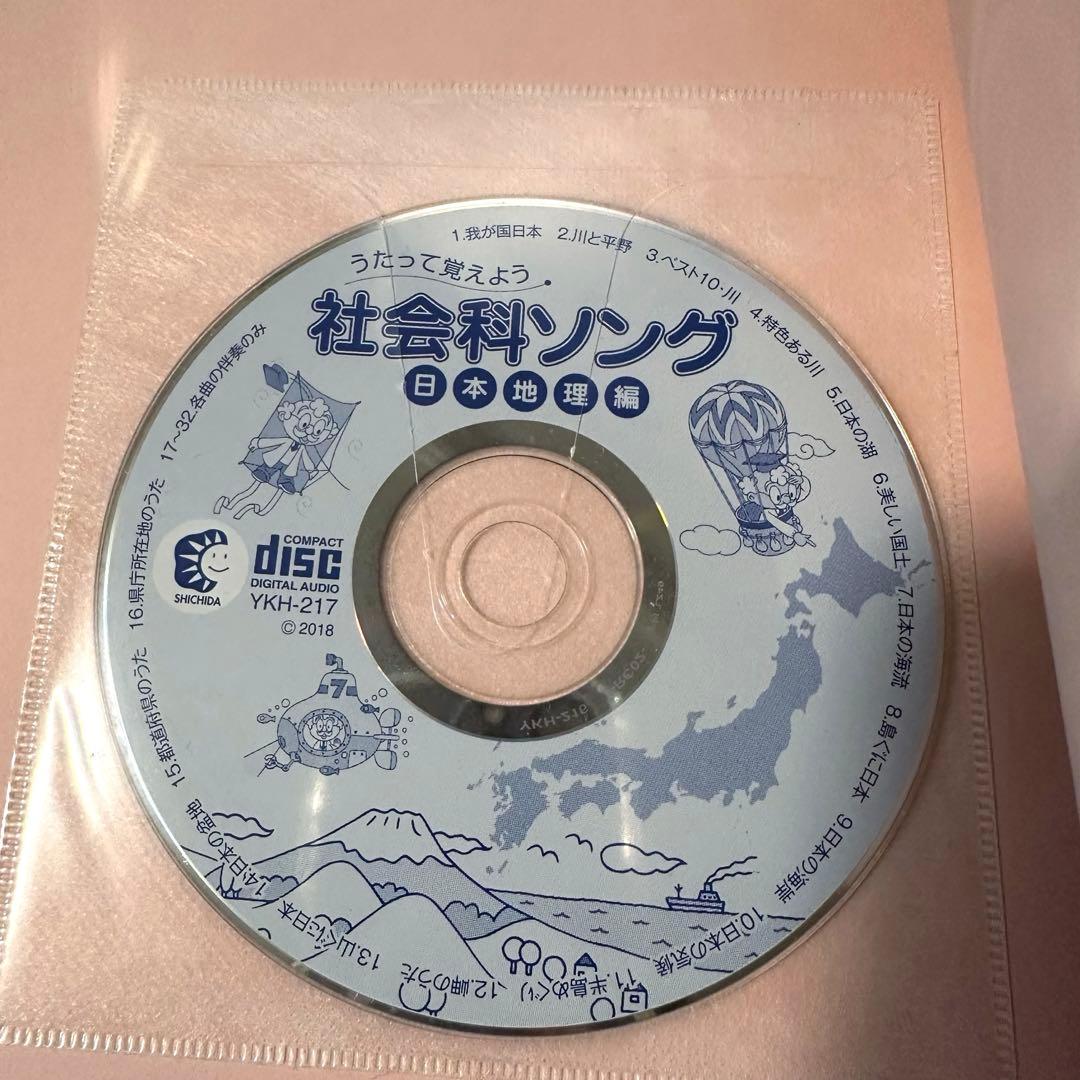 うたって覚えよう
社会科ソング
日本地理編
1.我が国日本
2.川と平野
3.ベスト10・川
4.特色ある川
5.日本の湖
6.美しい国土
7.日本の海流
8.島ぐに日本
9.日本の海岸
10.日本の気候
11.半島めぐり
12.岬のうた
13.山ぐに日本
14.日本の盆地
15.都道府県のうた
16.県庁所在地のうた
17～32.各曲の伴奏のみ
SHICHIDA
COMPACT
disc
DIGITAL AUDIO
YKH-217
© 2018
7
YKH-216